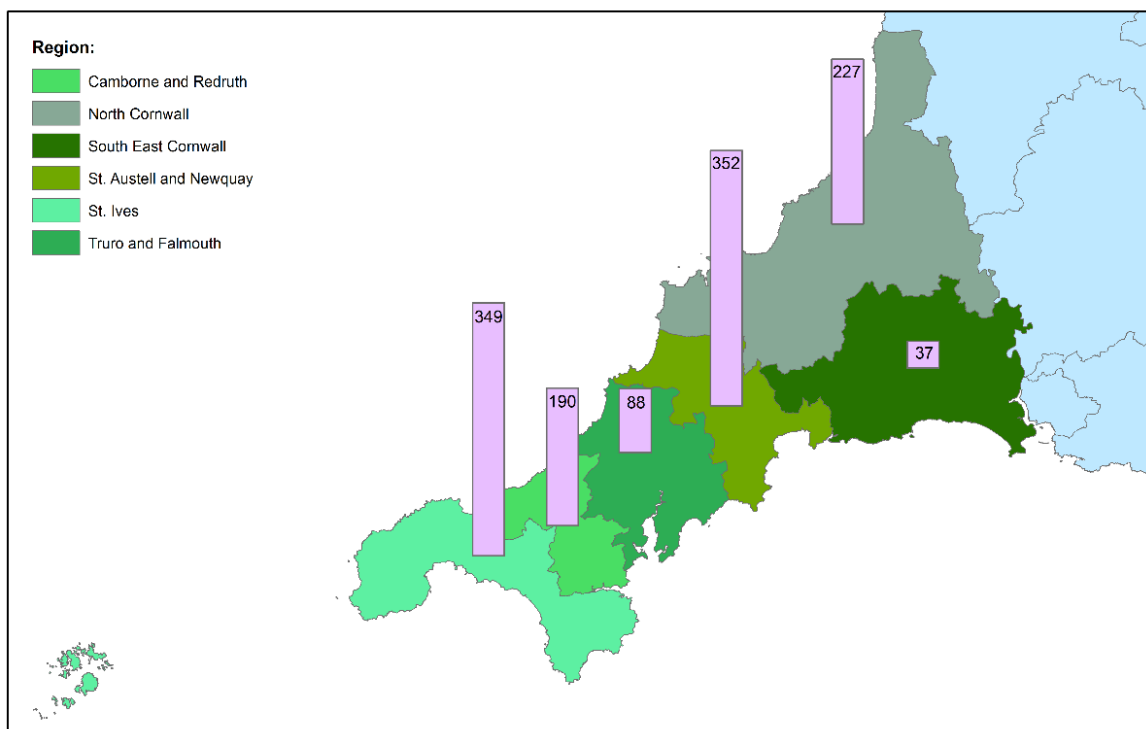 Region:
Camborne and Redruth
North Cornwall
South East Cornwall
St. Austell and Newquay
St. Ives
Truro and Falmouth
227
352
349
37
190
88